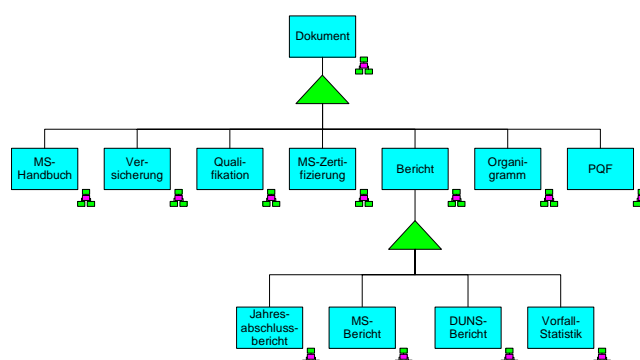 Dokument
MS-
Handbuch
Ver-
sicherung
Quali-
fikation
MS-Zerti-
fizierung
Bericht
Organi-
gramm
PQF
Jahres-
abschluss-
bericht
MS-
Bericht
DUNS-
Bericht
Vorfall-
Statistik